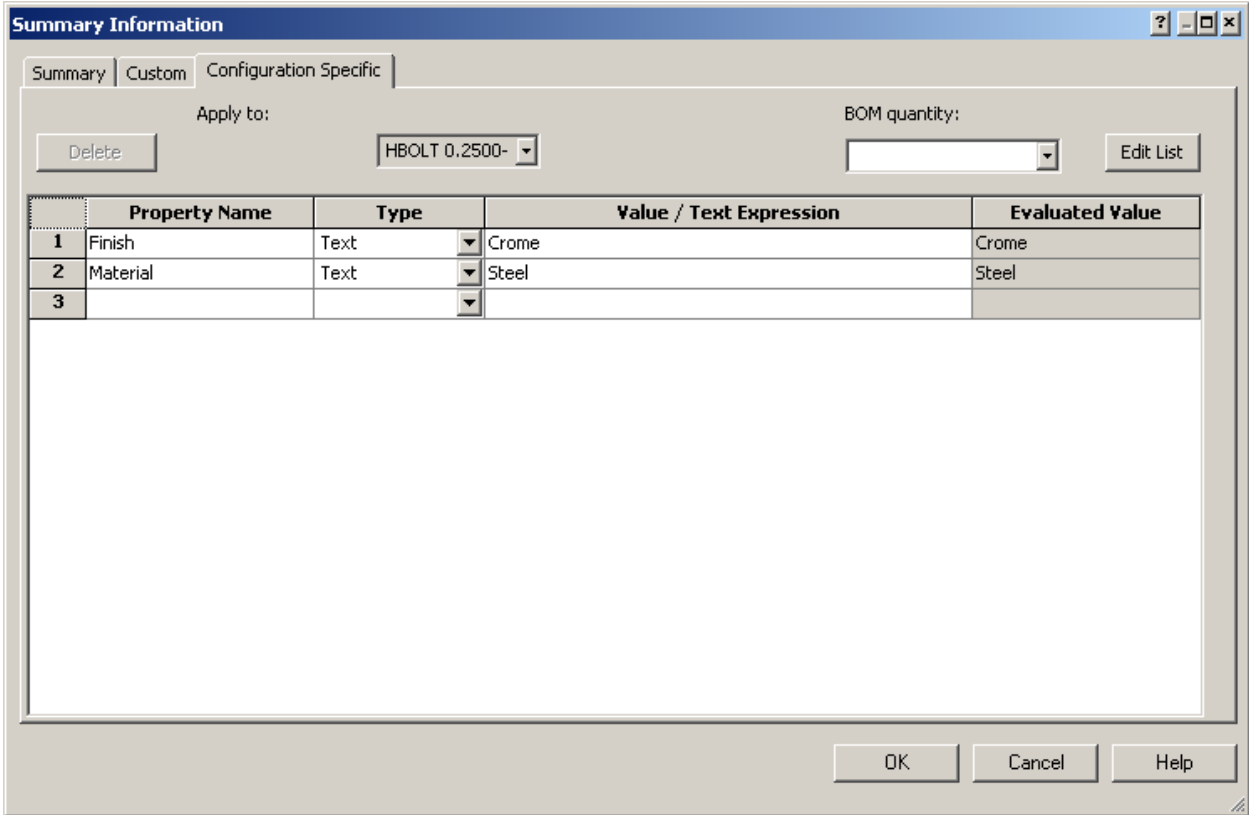 Summary Information
Summary Custom Configuration Specific
Apply to: BOM quantity:
Delete HBOLT 0.2500- Edit List
Property Name Type Value / Text Expression Evaluated Value
1 Finish Text Crome Crome
2 Material Text Steel Steel
3
OK Cancel Help